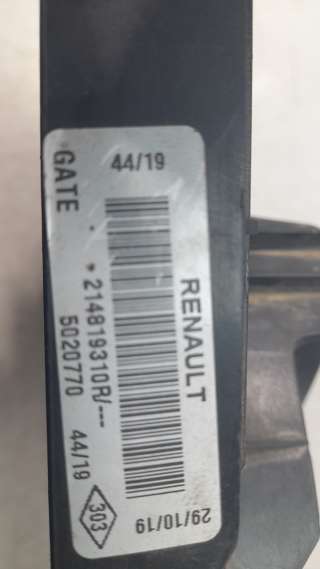 44/19 RENAULT 29/10/19
GATE * 214819310R/---
5020770 44/19 303